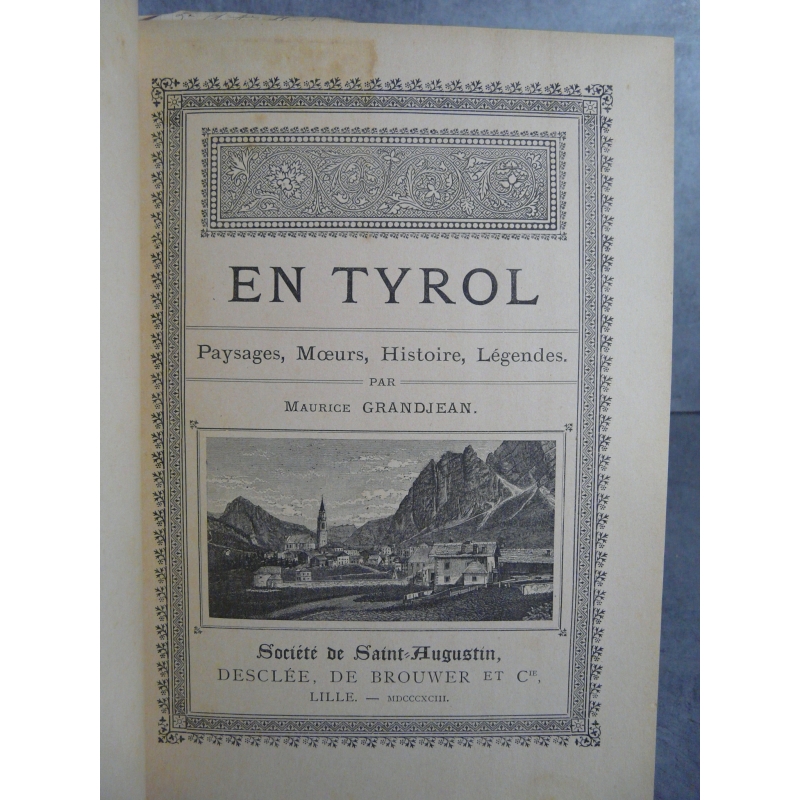 EN TYROL
Paysages, Mœurs, Histoire, Légendes.
PAR
MAURICE GRANDJEAN.
Société de Saint-Augustin,
DESCLÉE, DE BROUWER ET Cie,
LILLE. — MDCCCXCIII.